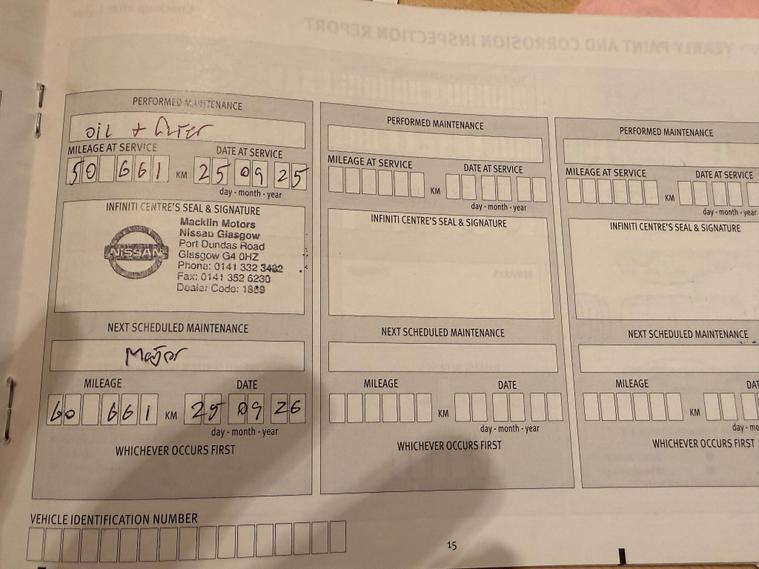 YEARLY PAINT AND CORROSION INSPECTION REPORT
PERFORMED MAINTENANCE
OIL + Filter
MILEAGE AT SERVICE
DATE AT SERVICE
50 661 KM 25 09 25
day - month - year
INFINITI CENTRE'S SEAL & SIGNATURE
NISSAN
Macklin Motors
Nissan Glasgow
Port Dundas Road
Glasgow G4 0HZ
Phone: 0141 332 3432
Fax: 0141 352 6230
Dealer Code: 1889
NEXT SCHEDULED MAINTENANCE
Major
MILEAGE
DATE
60 661 KM 25 09 26
day - month - year
WHICHEVER OCCURS FIRST
PERFORMED MAINTENANCE
MILEAGE AT SERVICE
DATE AT SERVICE
KM
day - month - year
INFINITI CENTRE'S SEAL & SIGNATURE
NEXT SCHEDULED MAINTENANCE
MILEAGE
DATE
KM
day - month - year
WHICHEVER OCCURS FIRST
PERFORMED MAINTENANCE
MILEAGE AT SERVICE
DATE AT SERVICE
KM
day - month - year
INFINITI CENTRE'S SEAL & SIGNATURE
NEXT SCHEDULED MAINTENANCE
MILEAGE
KM
WHICHEVER OCCURS FIRST
VEHICLE IDENTIFICATION NUMBER
15